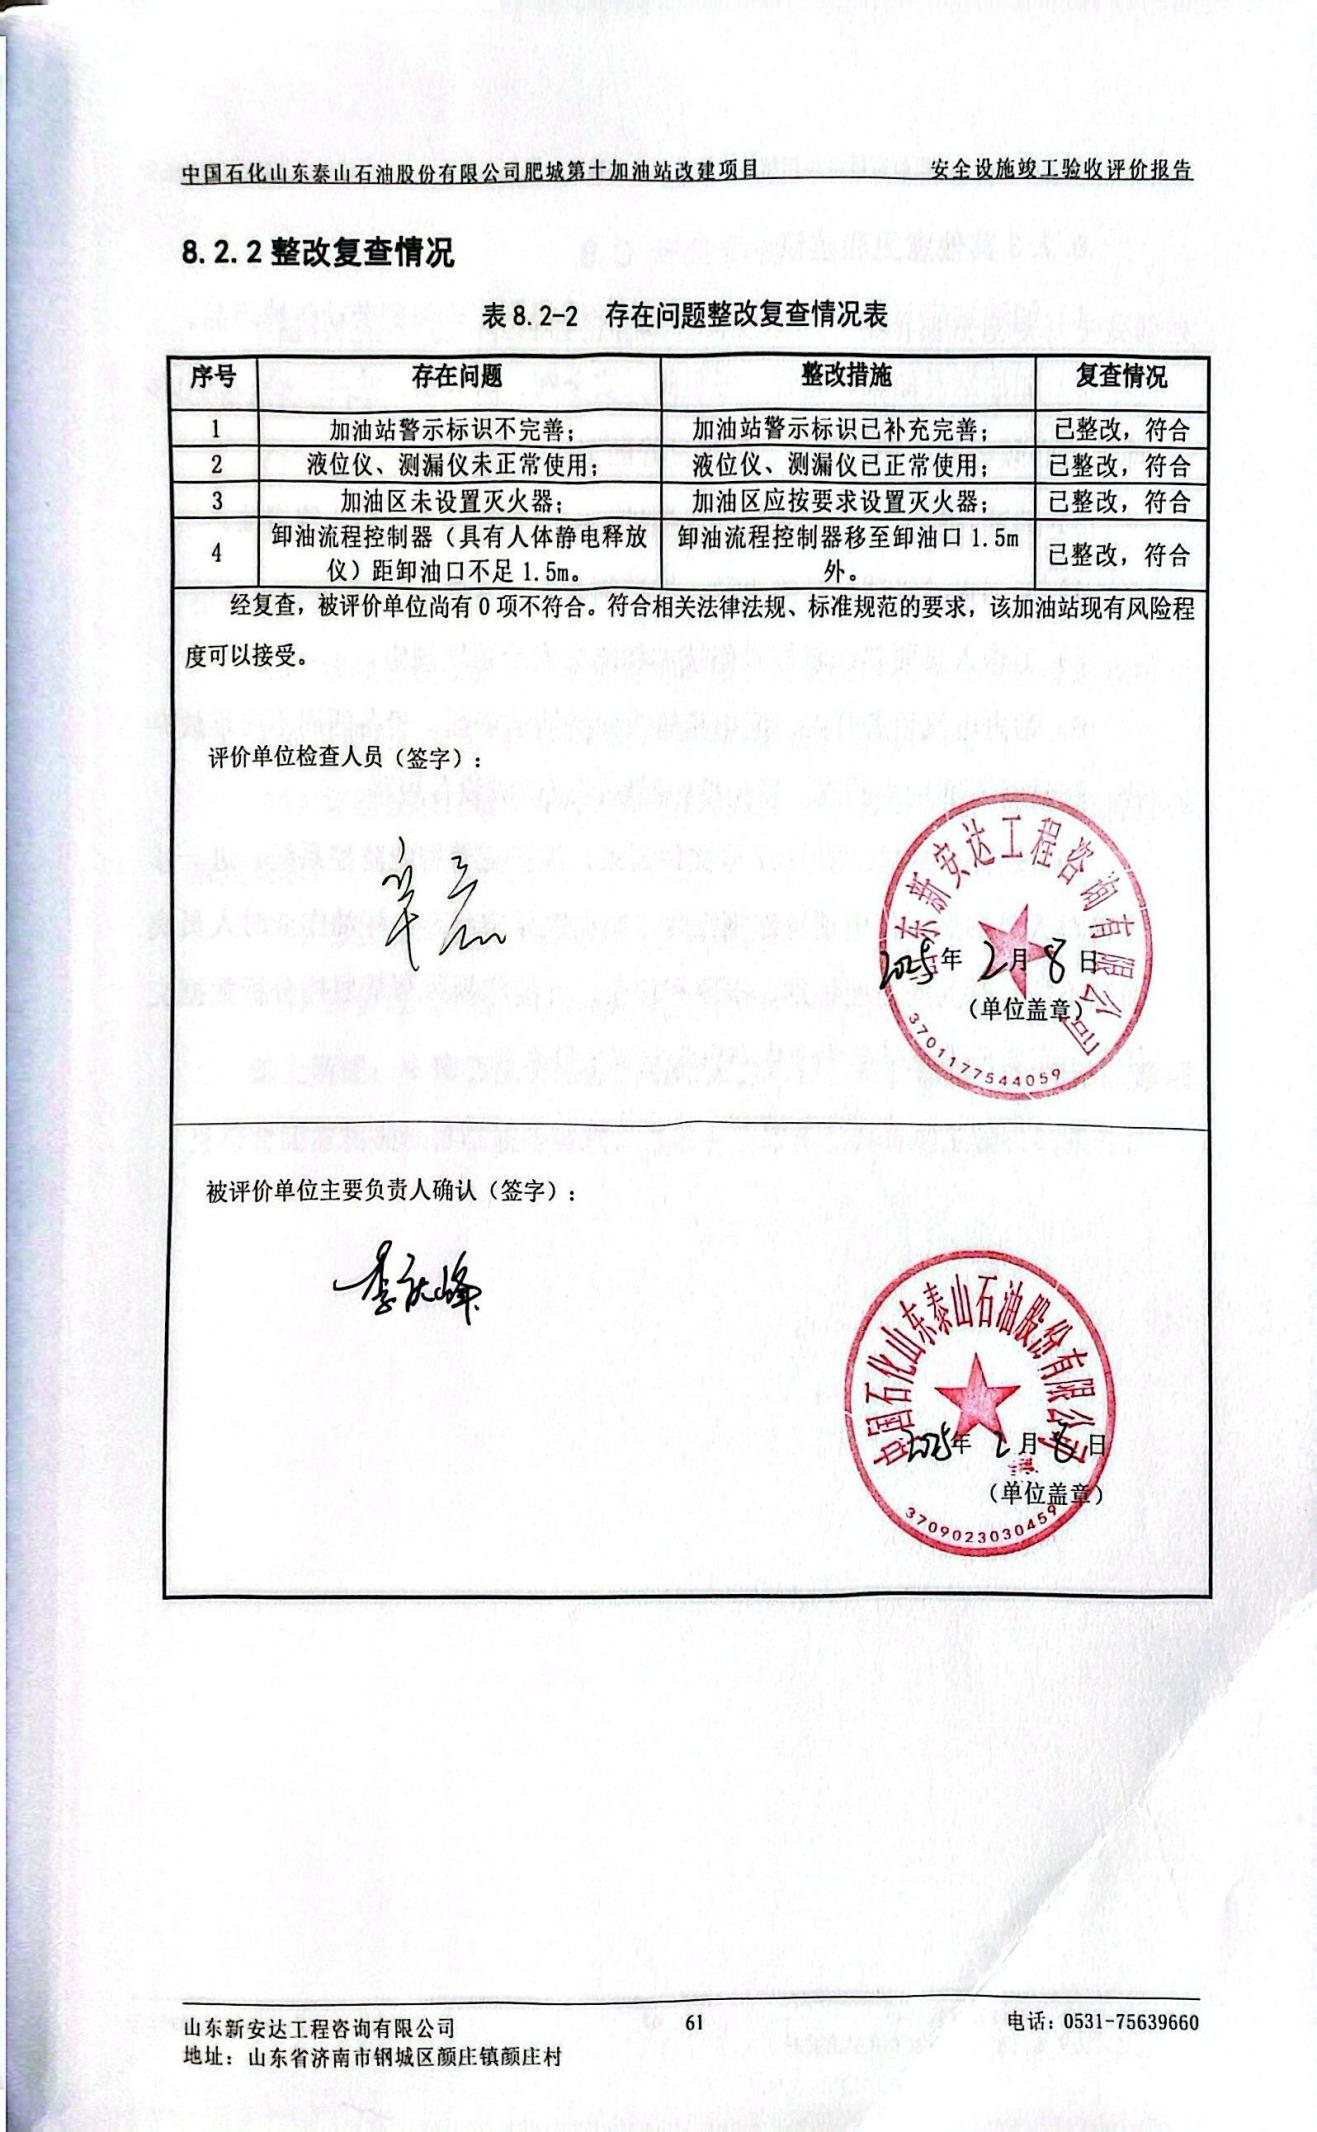 中国石化山东泰山石油股份有限公司肥城第十加油站改建项目 安全设施竣工验收评价报告
8.2.2 整改复查情况
表 8.2-2 存在问题整改复查情况表
序号 存在问题 整改措施 复查情况
1 加油站警示标识不完善； 加油站警示标识已补充完善； 已整改，符合
2 液位仪、测漏仪未正常使用； 液位仪、测漏仪已正常使用； 已整改，符合
3 加油区未设置灭火器； 加油区应按要求设置灭火器； 已整改，符合
4 卸油流程控制器（具有人体静电释放 卸油流程控制器移至卸油口 1.5m 已整改，符合
仪）距卸油口不足 1.5m。 外。
经复查，被评价单位尚有 0 项不符合。符合相关法律法规、标准规范的要求，该加油站现有风险程
度可以接受。
评价单位检查人员（签字）：
山东新安达工程咨询有限公司
2025年 2月 8日
（单位盖章）
3701177544059
被评价单位主要负责人确认（签字）：
李庆峰
中国石化山东泰山石油股份有限公司
2025年 2月 8日
（单位盖章）
3709023030459
山东新安达工程咨询有限公司 61 电话：0531-75639660
地址：山东省济南市钢城区颜庄镇颜庄村